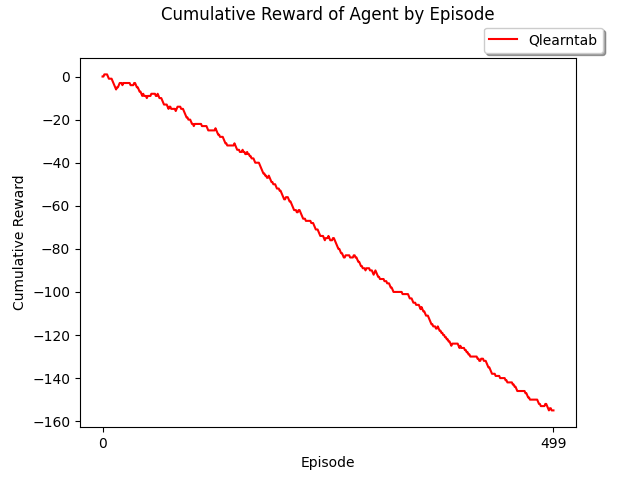 Cumulative Reward of Agent by Episode
Qlearntab
0
−20
−40
−60
−80
−100
−120
−140
−160
Cumulative Reward
0 499
Episode